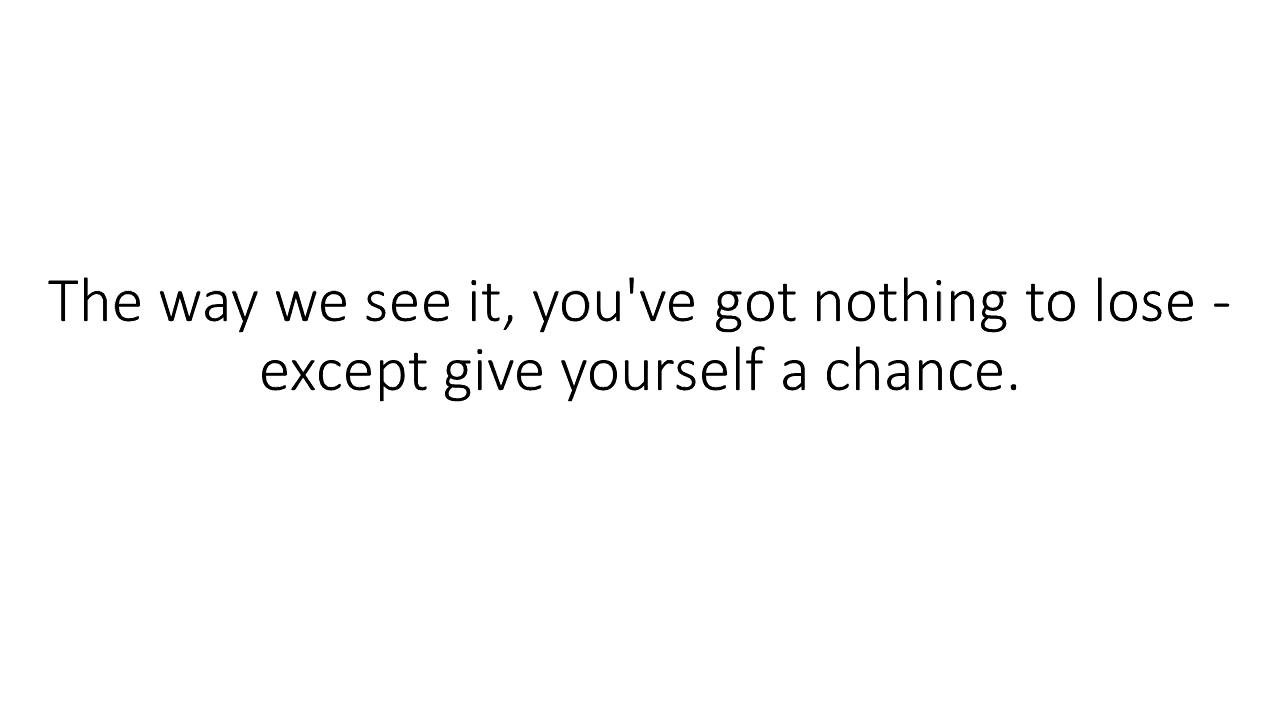 The way we see it, you've got nothing to lose -
except give yourself a chance.